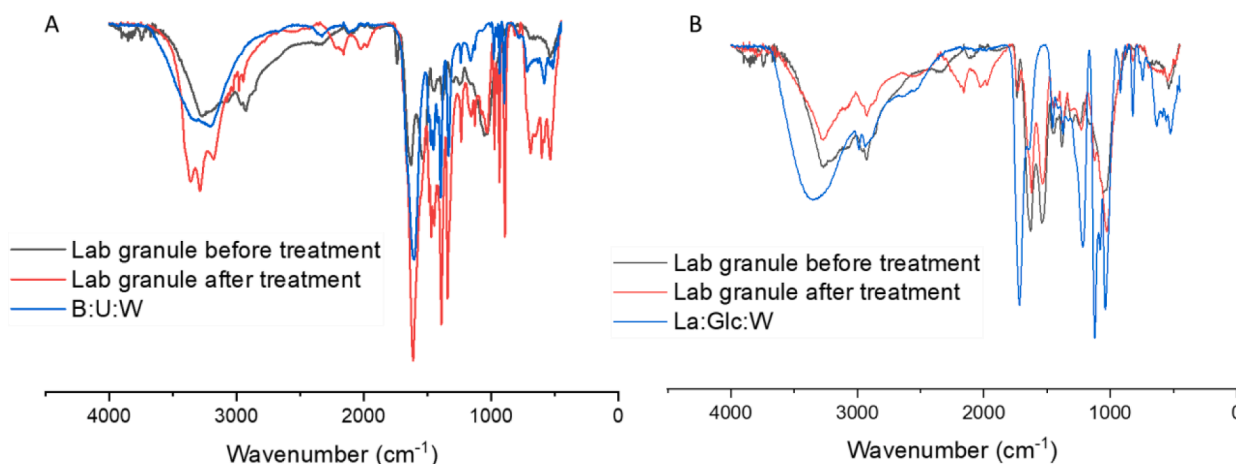 A
Lab granule before treatment
Lab granule after treatment
B:U:W
4000 3000 2000 1000 0
Wavenumber (cm⁻¹)
B
Lab granule before treatment
Lab granule after treatment
La:Glc:W
4000 3000 2000 1000 0
Wavenumber (cm⁻¹)